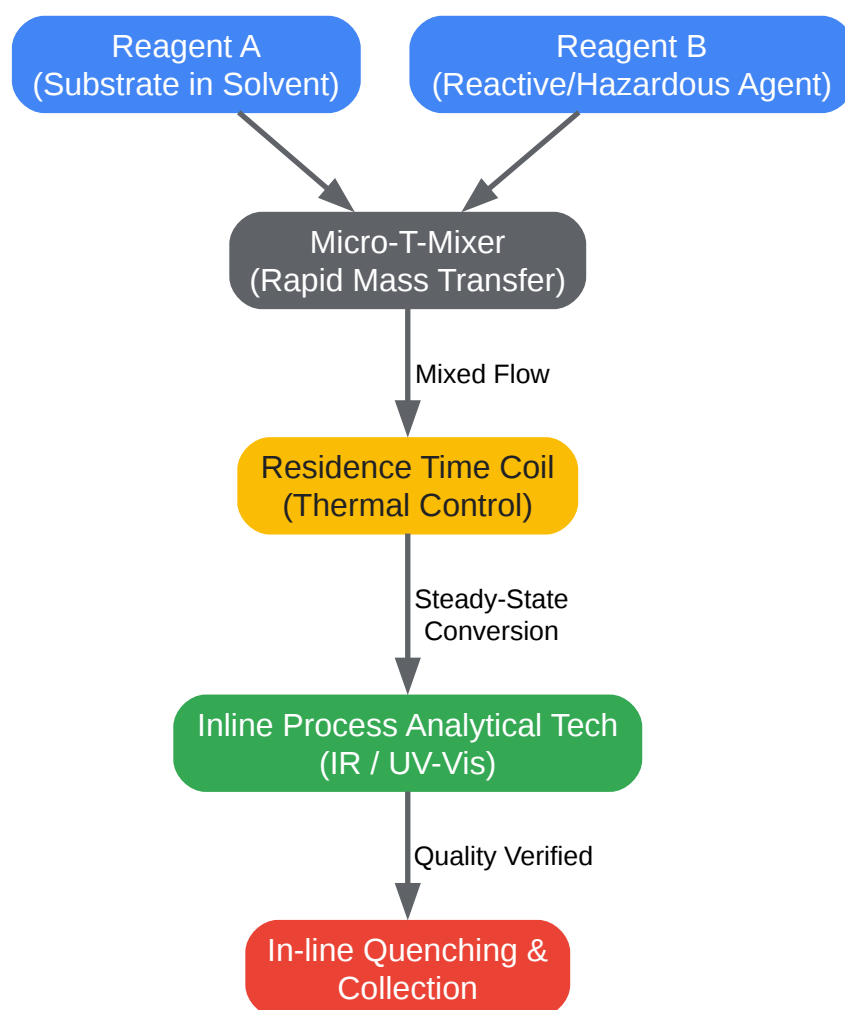 Reagent A
(Substrate in Solvent)
Reagent B
(Reactive/Hazardous Agent)
Micro-T-Mixer
(Rapid Mass Transfer)
Mixed Flow
Residence Time Coil
(Thermal Control)
Steady-State
Conversion
Inline Process Analytical Tech
(IR / UV-Vis)
Quality Verified
In-line Quenching &
Collection